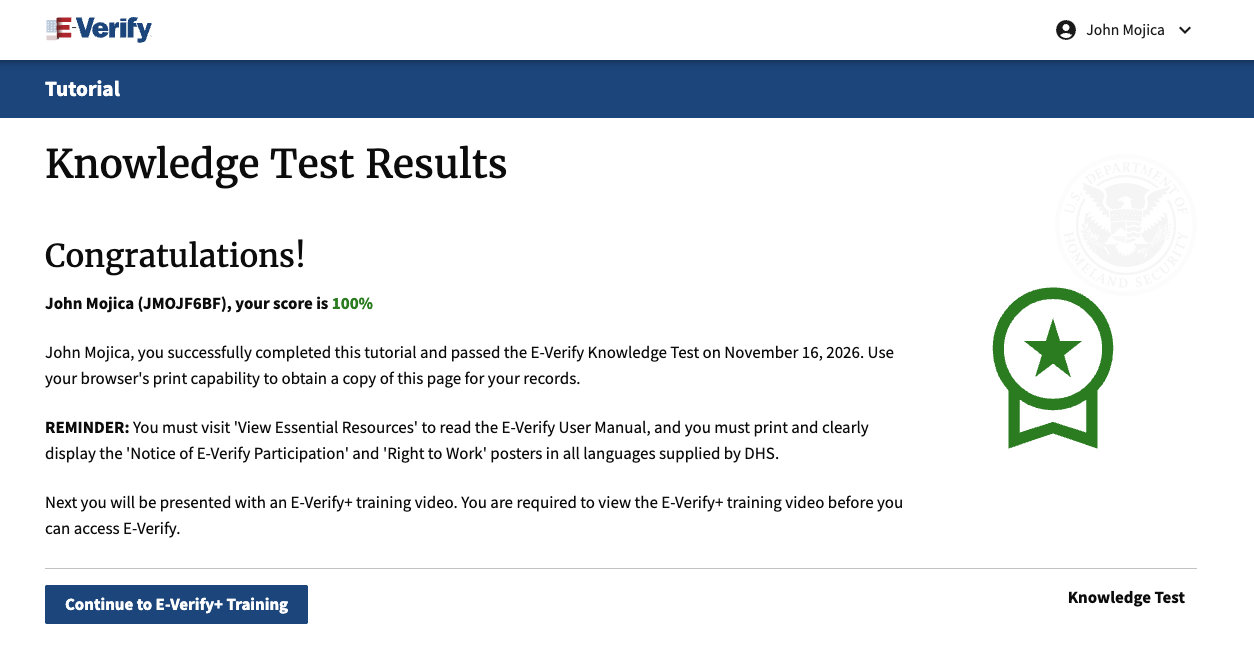 E-Verify
John Mojica
Tutorial
Knowledge Test Results
U.S. DEPARTMENT OF
HOMELAND SECURITY
Congratulations!
John Mojica (JMOJF6BF), your score is 100%
John Mojica, you successfully completed this tutorial and passed the E-Verify Knowledge Test on November 16, 2026. Use
your browser's print capability to obtain a copy of this page for your records.
REMINDER: You must visit 'View Essential Resources' to read the E-Verify User Manual, and you must print and clearly
display the 'Notice of E-Verify Participation' and 'Right to Work' posters in all languages supplied by DHS.
Next you will be presented with an E-Verify+ training video. You are required to view the E-Verify+ training video before you
can access E-Verify.
Continue to E-Verify+ Training
Knowledge Test